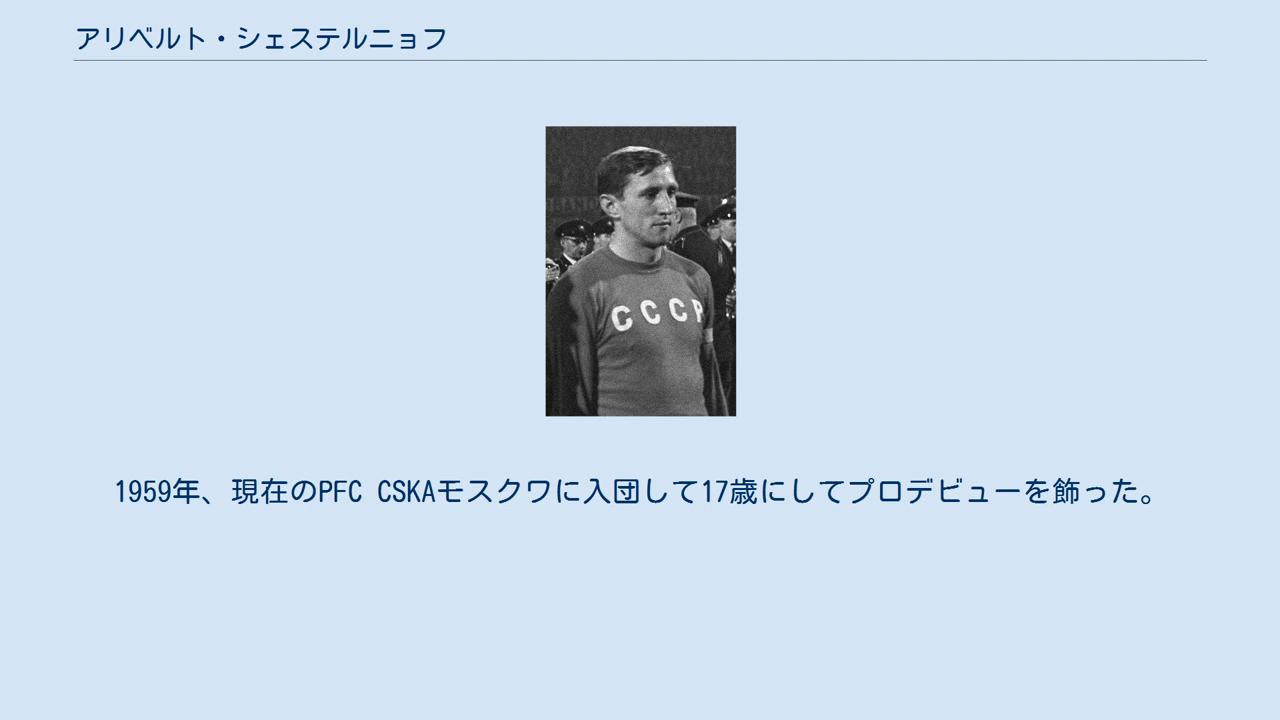 アリベルト・シェステルニョフ
CCCP
1959年、現在のPFC CSKAモスクワに入団して17歳にしてプロデビューを飾った。